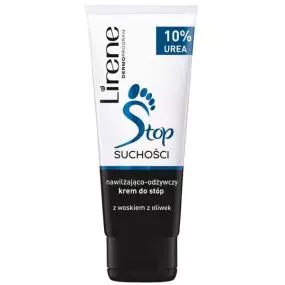 10%
UREA
Lirene
DERMOPROGRAM
Stop
SUCHOŚCI
nawilżająco-odżywczy
krem do stóp
z woskiem z oliwek